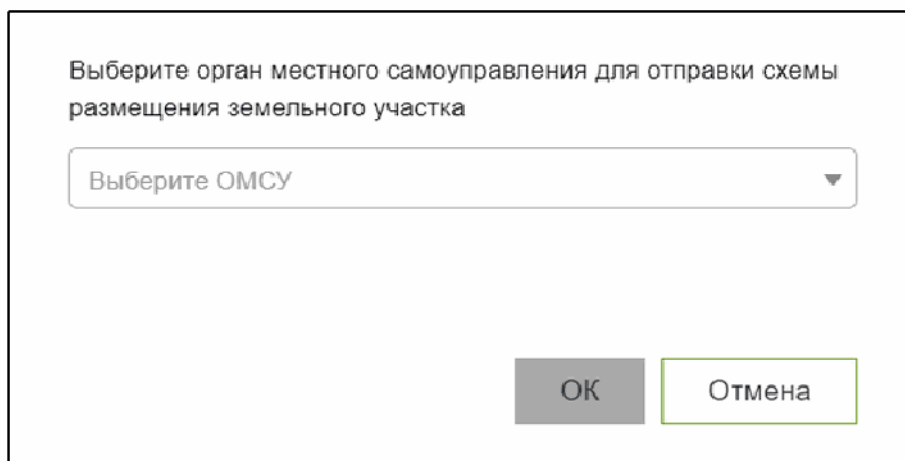 Выберите орган местного самоуправления для отправки схемы
размещения земельного участка
Выберите ОМСУ
ОК
Отмена